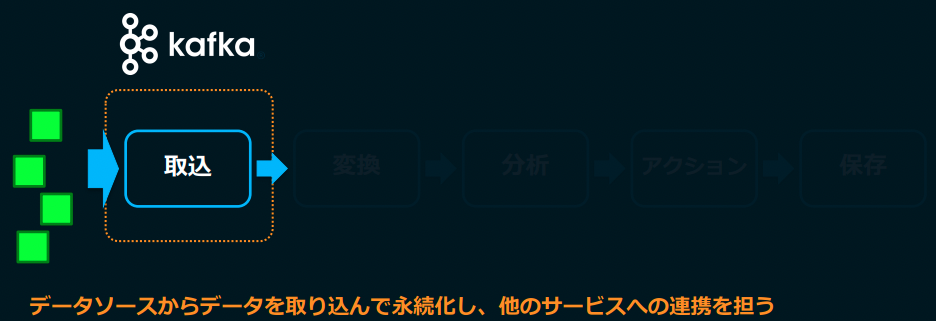 kafka
取込
変換
分析
アクション
保存
データソースからデータを取り込んで永続化し、他のサービスへの連携を担う